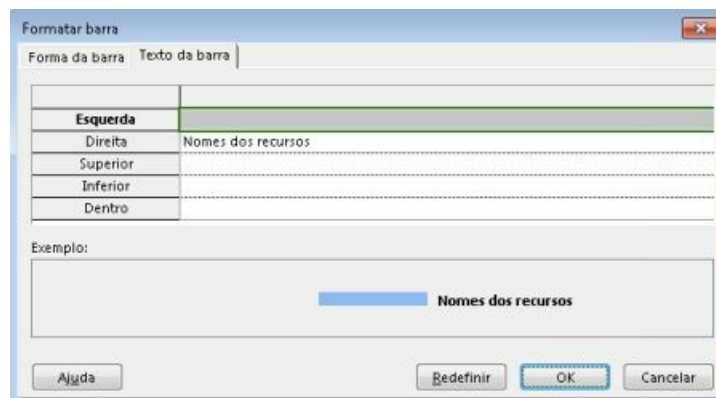 Formatar barra
Forma da barra Texto da barra
Esquerda
Direita Nomes dos recursos
Superior
Inferior
Dentro
Exemplo:
Nomes dos recursos
Ajuda Redefinir OK Cancelar